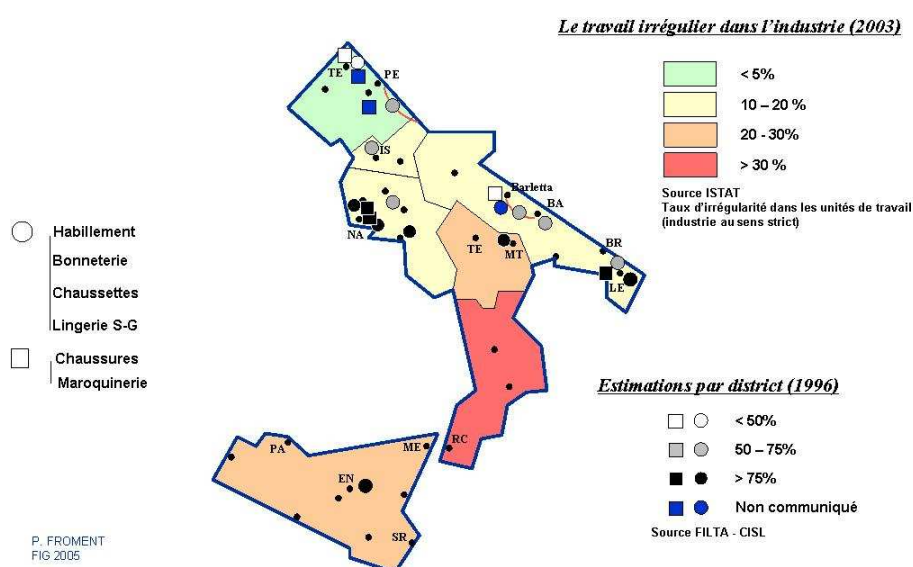 Le travail irrégulier dans l'industrie (2003)
< 5%
10 – 20 %
20 - 30%
> 30 %
Source ISTAT
Taux d'irrégularité dans les unités de travail
(industrie au sens strict)
TE
PE
IS
NA
Barletta
BA
TE
MT
BR
LE
Habillement
Bonneterie
Chaussettes
Lingerie S-G
Chaussures
Maroquinerie
Estimations par district (1996)
< 50%
50 – 75%
> 75%
Non communiqué
Source FILTA - CISL
PA
ME
RC
EN
SR
P. FROMENT
FIG 2005